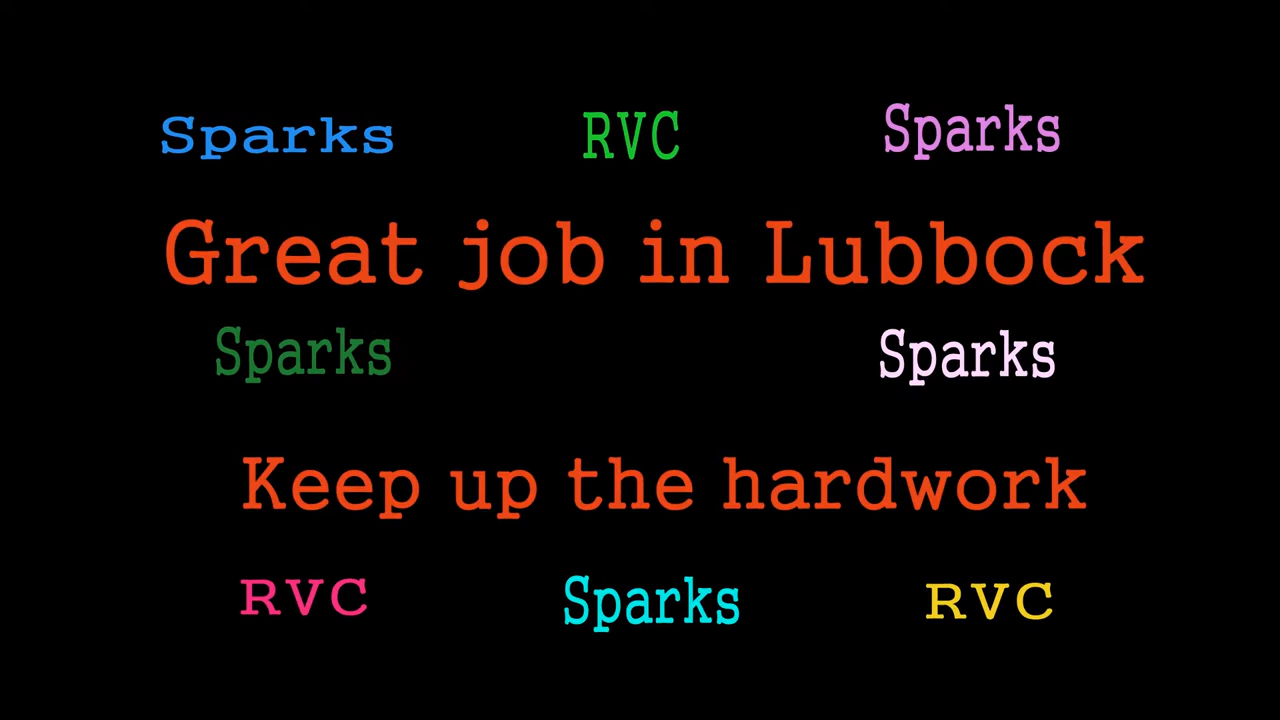 Sparks RVC Sparks
Great job in Lubbock
Sparks Sparks
Keep up the hardwork
RVC Sparks RVC